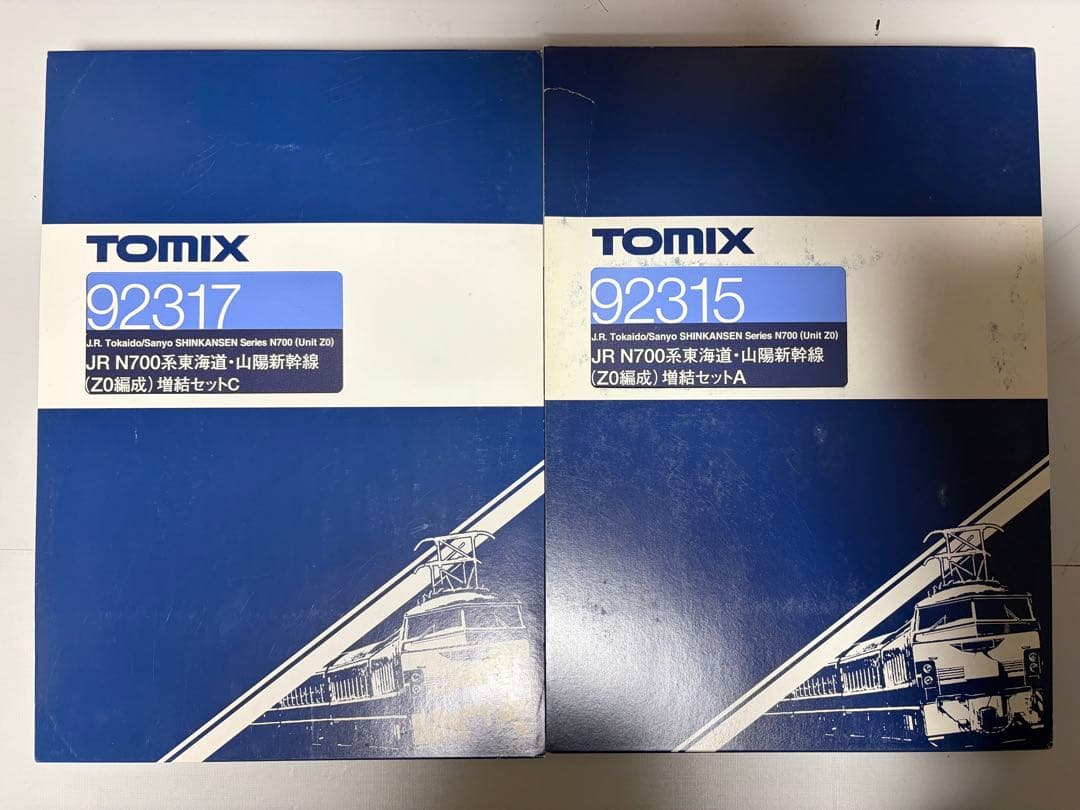 TOMIX
92317
J.R. Tokaido/Sanyo SHINKANSEN Series N700 (Unit Z0)
JR N700系東海道・山陽新幹線
(Z0編成)増結セットC
TOMIX
92315
J.R. Tokaido/Sanyo SHINKANSEN Series N700 (Unit Z0)
JR N700系東海道・山陽新幹線
(Z0編成)増結セットA